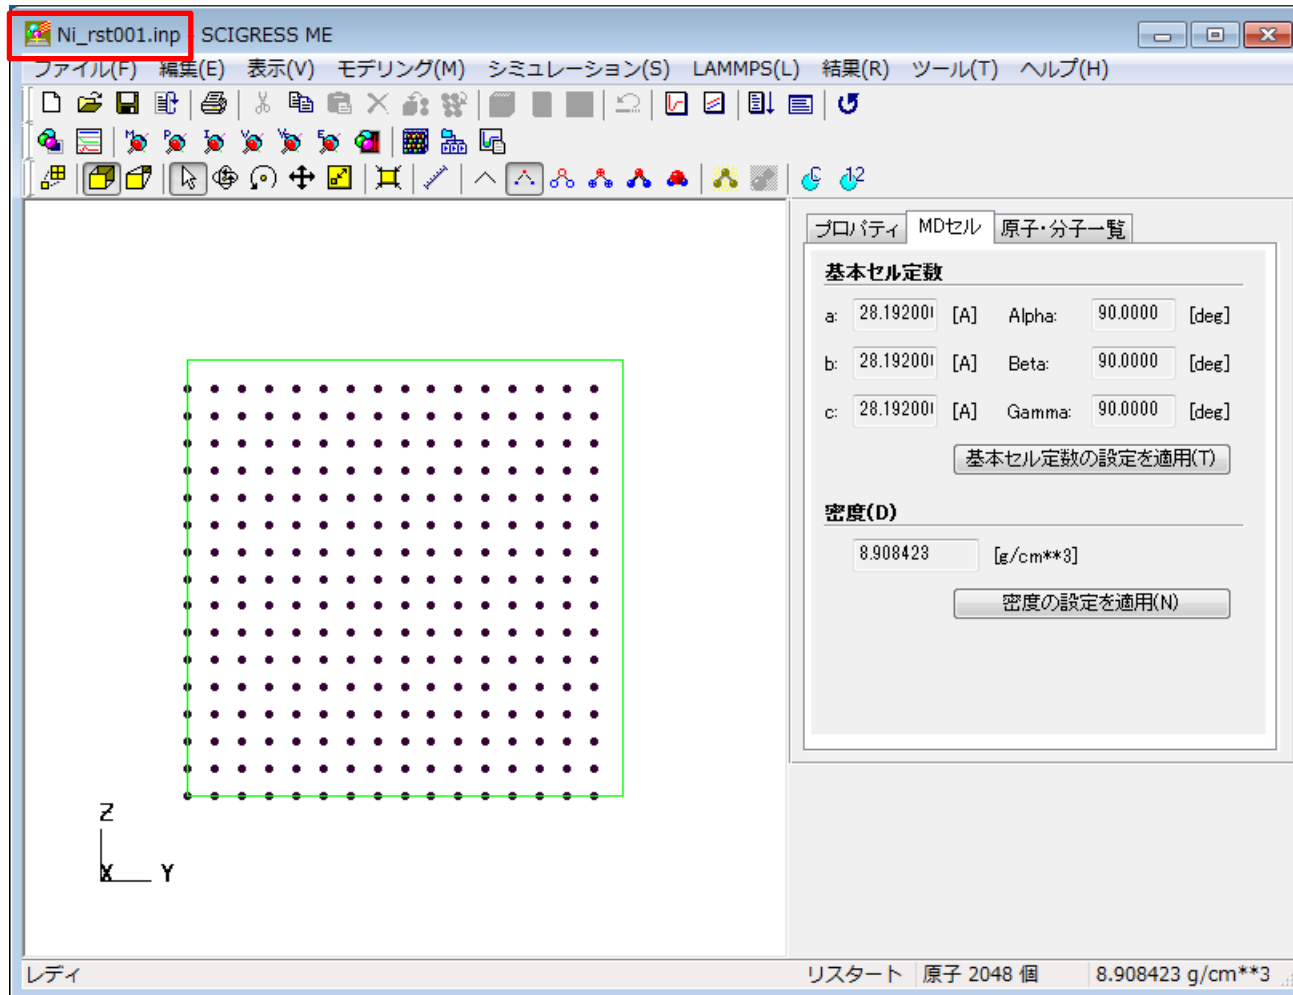 Ni_rst001.inp - SCIGRESS ME
ファイル(F) 編集(E) 表示(V) モデリング(M) シミュレーション(S) LAMMPS(L) 結果(R) ツール(T) ヘルプ(H)
プロパティ MDセル 原子・分子一覧
基本セル定数
a: 28.192001 [A] Alpha: 90.0000 [deg]
b: 28.192001 [A] Beta: 90.0000 [deg]
c: 28.192001 [A] Gamma: 90.0000 [deg]
基本セル定数の設定を適用(T)
密度(D)
8.908423 [g/cm**3]
密度の設定を適用(N)
Z
X Y
レディ リスタート 原子 2048 個 8.908423 g/cm**3